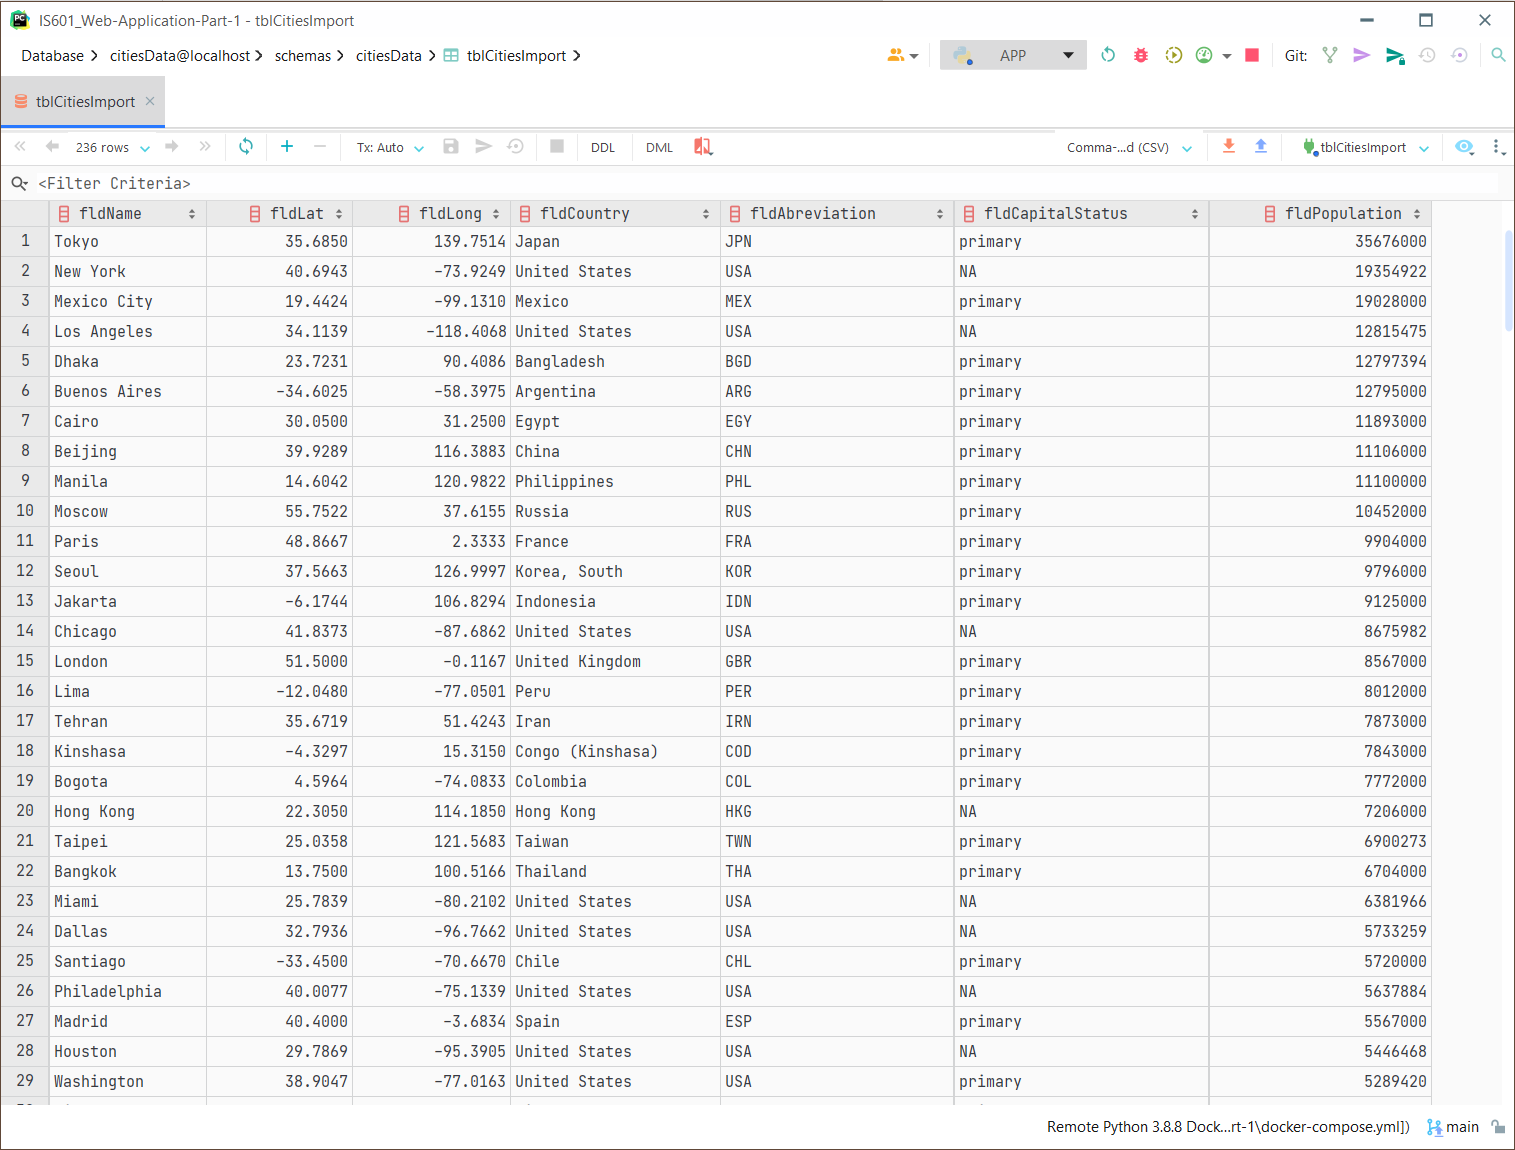 PC IS601_Web-Application-Part-1 - tblCitiesImport
Database citiesData@localhost schemas citiesData tblCitiesImport APP Git:
tblCitiesImport
236 rows Tx: Auto DDL DML Comma-...d (CSV) tblCitiesImport
<Filter Criteria>
fldName fldLat fldLong fldCountry fldAbreviation fldCapitalStatus fldPopulation
1 Tokyo 35.6850 139.7514 Japan JPN primary 35676000
2 New York 40.6943 -73.9249 United States USA NA 19354922
3 Mexico City 19.4424 -99.1310 Mexico MEX primary 19028000
4 Los Angeles 34.1139 -118.4068 United States USA NA 12815475
5 Dhaka 23.7231 90.4086 Bangladesh BGD primary 12797394
6 Buenos Aires -34.6025 -58.3975 Argentina ARG primary 12795000
7 Cairo 30.0500 31.2500 Egypt EGY primary 11893000
8 Beijing 39.9289 116.3883 China CHN primary 11106000
9 Manila 14.6042 120.9822 Philippines PHL primary 11100000
10 Moscow 55.7522 37.6155 Russia RUS primary 10452000
11 Paris 48.8667 2.3333 France FRA primary 9904000
12 Seoul 37.5663 126.9997 Korea, South KOR primary 9796000
13 Jakarta -6.1744 106.8294 Indonesia IDN primary 9125000
14 Chicago 41.8373 -87.6862 United States USA NA 8675982
15 London 51.5000 -0.1167 United Kingdom GBR primary 8567000
16 Lima -12.0480 -77.0501 Peru PER primary 8012000
17 Tehran 35.6719 51.4243 Iran IRN primary 7873000
18 Kinshasa -4.3297 15.3150 Congo (Kinshasa) COD primary 7843000
19 Bogota 4.5964 -74.0833 Colombia COL primary 7772000
20 Hong Kong 22.3050 114.1850 Hong Kong HKG NA 7206000
21 Taipei 25.0358 121.5683 Taiwan TWN primary 6900273
22 Bangkok 13.7500 100.5166 Thailand THA primary 6704000
23 Miami 25.7839 -80.2102 United States USA NA 6381966
24 Dallas 32.7936 -96.7662 United States USA NA 5733259
25 Santiago -33.4500 -70.6670 Chile CHL primary 5720000
26 Philadelphia 40.0077 -75.1339 United States USA NA 5637884
27 Madrid 40.4000 -3.6834 Spain ESP primary 5567000
28 Houston 29.7869 -95.3905 United States USA NA 5446468
29 Washington 38.9047 -77.0163 United States USA primary 5289420
Remote Python 3.8.8 Dock...rt-1\docker-compose.yml]) main